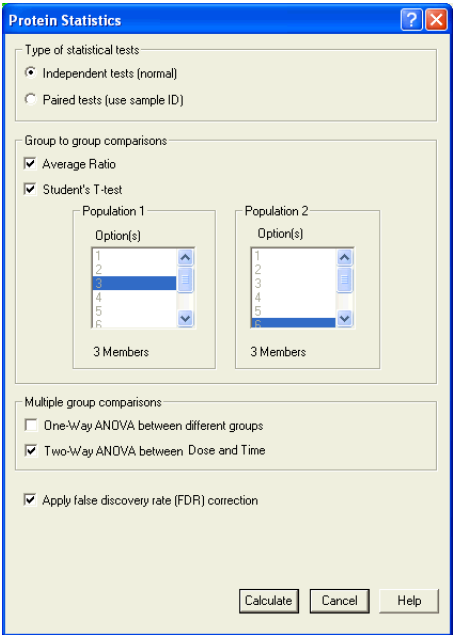 Protein Statistics
Type of statistical tests
Independent tests (normal)
Paired tests (use sample ID)
Group to group comparisons
Average Ratio
Student's T-test
Population 1
Population 2
Option(s)
Option(s)
1
2
3
4
5
6
1
2
3
4
5
6
3 Members
3 Members
Multiple group comparisons
One-Way ANOVA between different groups
Two-Way ANOVA between Dose and Time
Apply false discovery rate (FDR) correction
Calculate
Cancel
Help